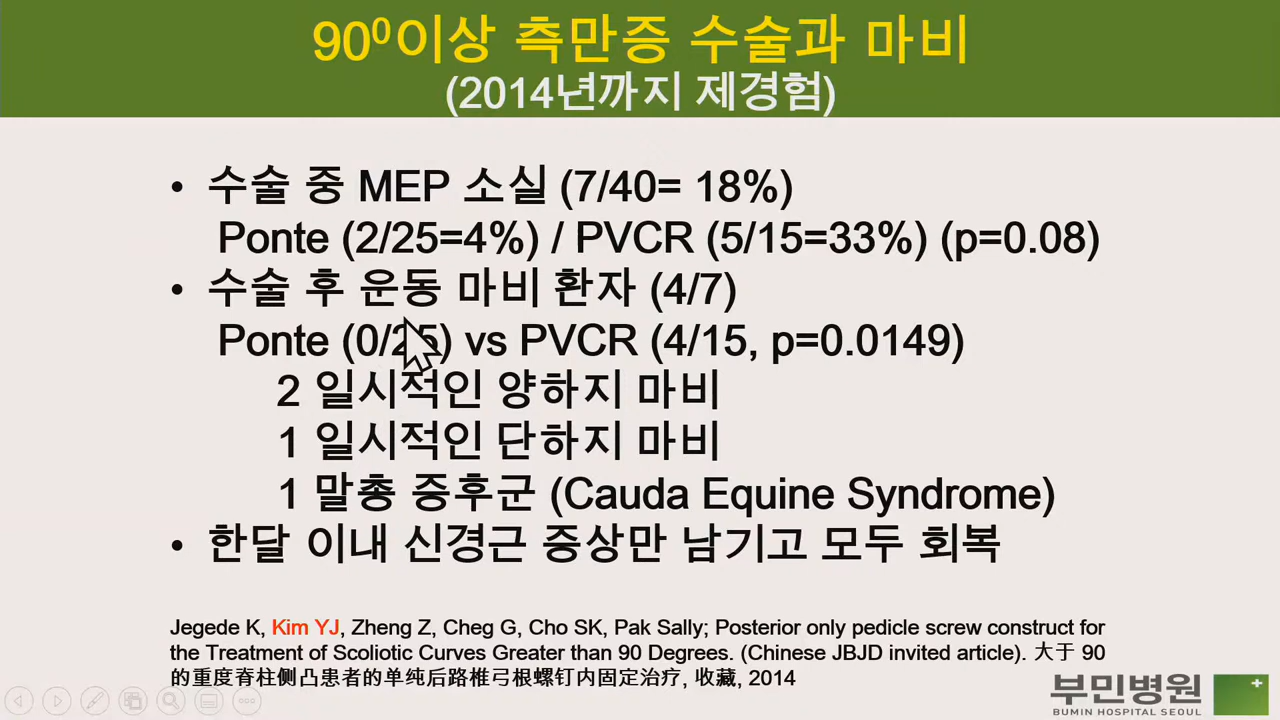 90⁰이상 측만증 수술과 마비
(2014년까지 제경험)
• 수술 중 MEP 소실 (7/40= 18%)
Ponte (2/25=4%) / PVCR (5/15=33%) (p=0.08)
• 수술 후 운동 마비 환자 (4/7)
Ponte (0/25) vs PVCR (4/15, p=0.0149)
2 일시적인 양하지 마비
1 일시적인 단하지 마비
1 말총 증후군 (Cauda Equine Syndrome)
• 한달 이내 신경근 증상만 남기고 모두 회복
Jegede K, Kim YJ, Zheng Z, Cheg G, Cho SK, Pak Sally; Posterior only pedicle screw construct for
the Treatment of Scoliotic Curves Greater than 90 Degrees. (Chinese JBJD invited article). 大于 90
的重度脊柱侧凸患者的单纯后路椎弓根螺钉内固定治疗, 收藏, 2014
부민병원
BUMIN HOSPITAL SEOUL